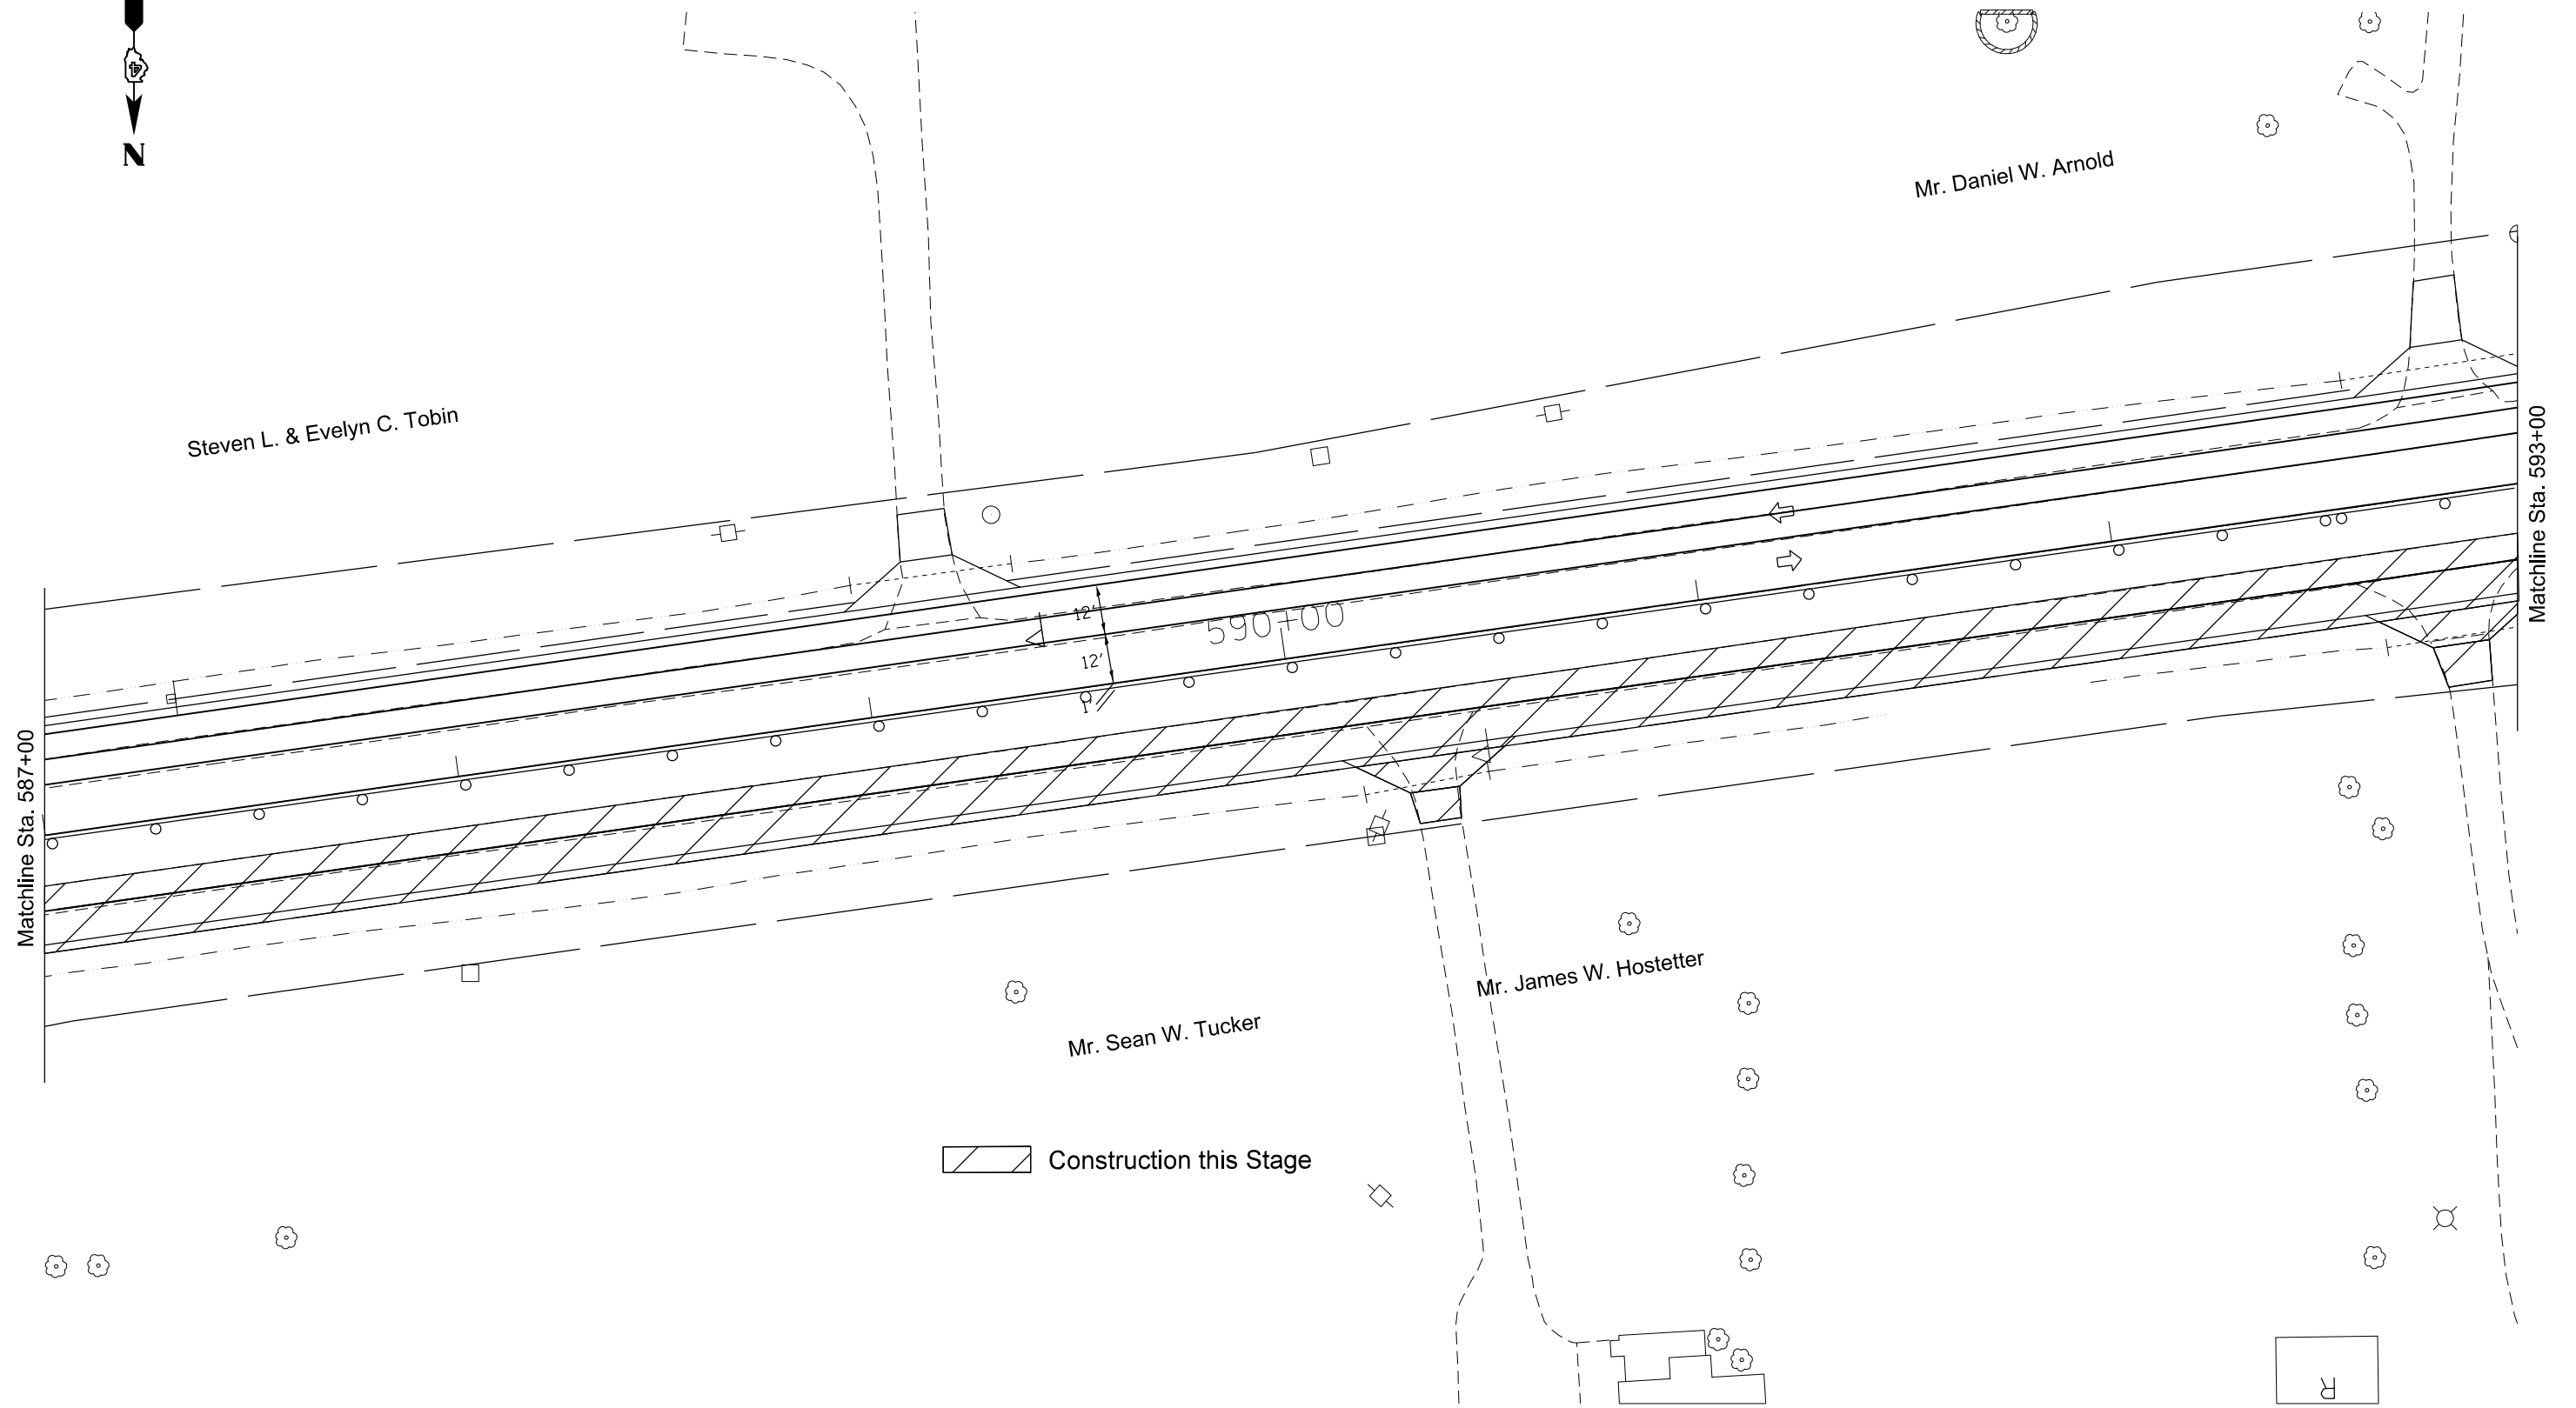 4
N
Mr. Daniel W. Arnold
Steven L. & Evelyn C. Tobin
12'
590+00
12'
1'
Matchline Sta. 587+00
Matchline Sta. 593+00
Mr. James W. Hostetter
Mr. Sean W. Tucker
Construction this Stage
R